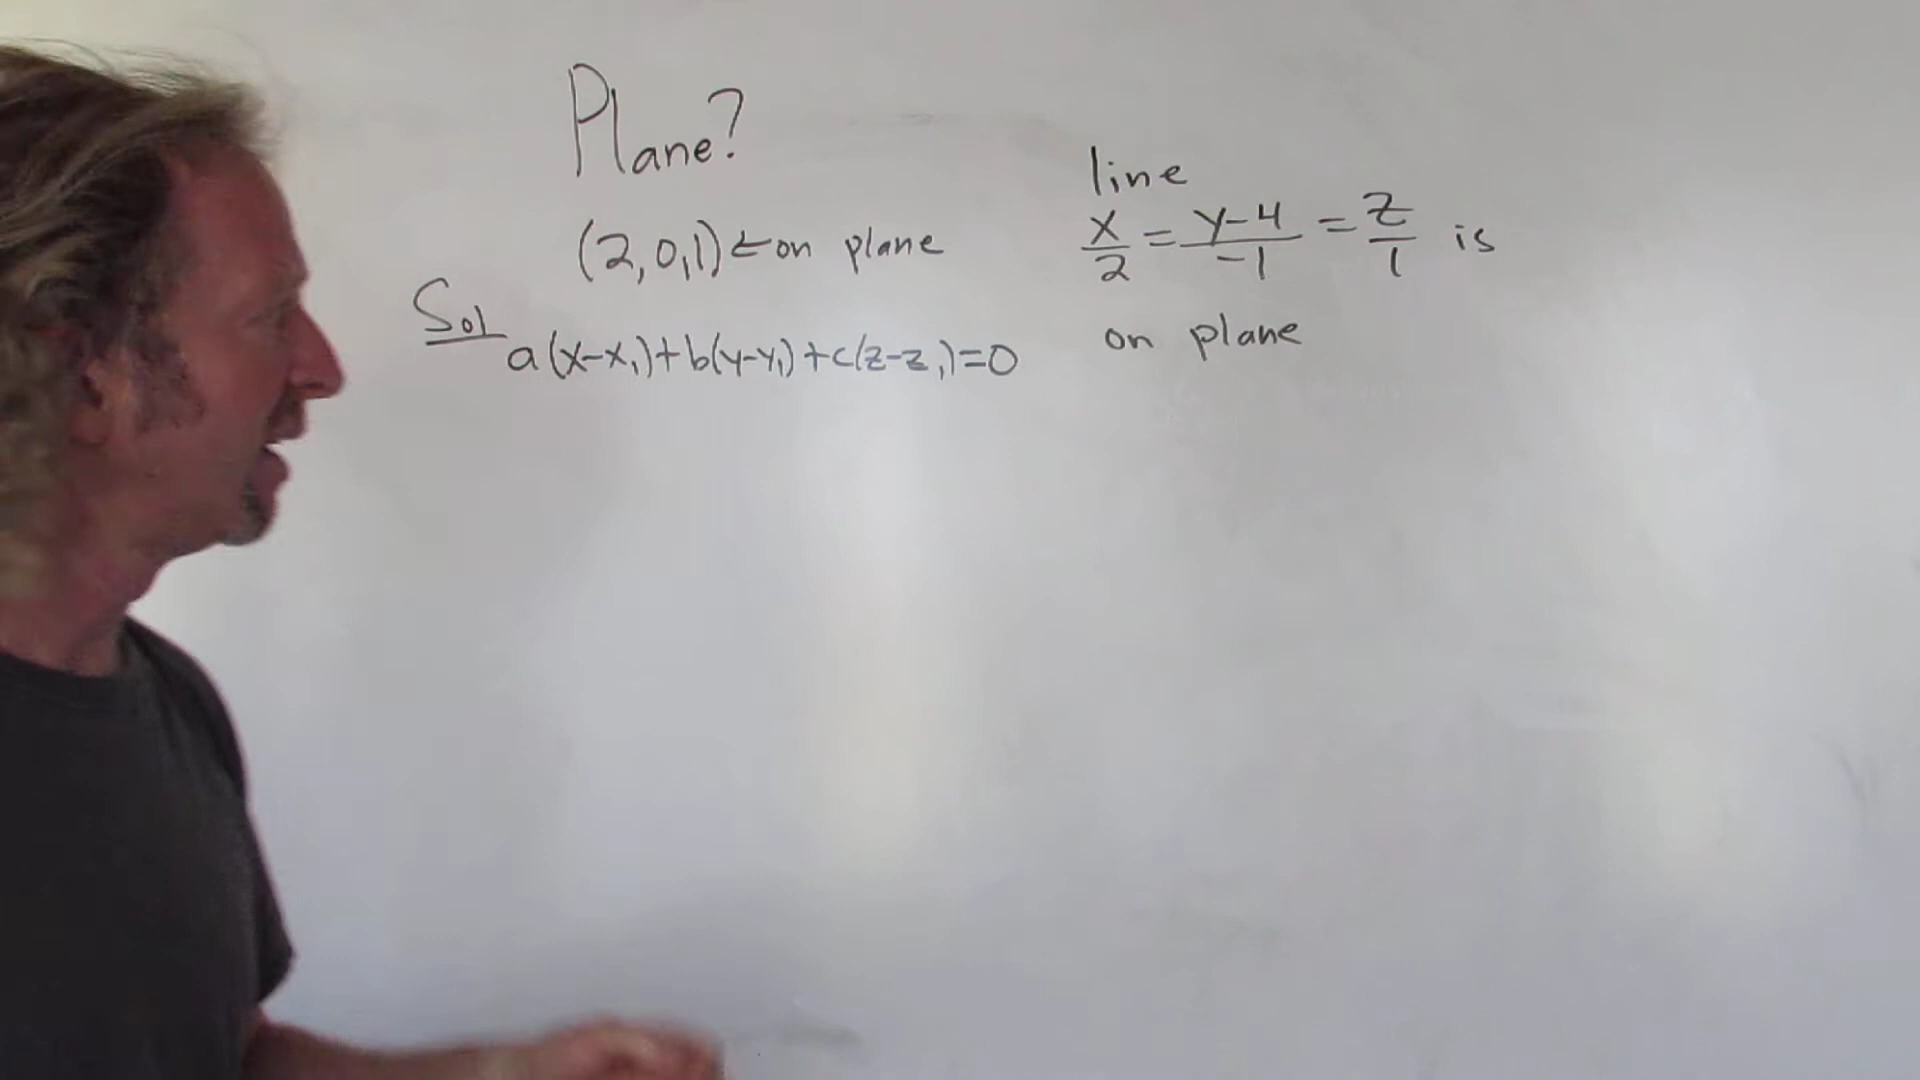 Plane?
(2,0,1)←on plane
Sol
a(x-x₁)+b(y-y₁)+c(z-z₁)=0
line
x/2 = y-4/-1 = z/1 is
on plane